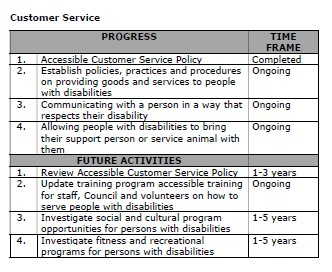 Customer Service
PROGRESS TIME
FRAME
1. Accessible Customer Service Policy Completed
2. Establish policies, practices and procedures Ongoing
on providing goods and services to people
with disabilities
3. Communicating with a person in a way that Ongoing
respects their disability
4. Allowing people with disabilities to bring Ongoing
their support person or service animal with
them
FUTURE ACTIVITIES
1. Review Accessible Customer Service Policy 1-3 years
2. Update training program accessible training Ongoing
for staff, Council and volunteers on how to
serve people with disabilities
3. Investigate social and cultural program 1-5 years
opportunities for persons with disabilities
4. Investigate fitness and recreational 1-5 years
programs for persons with disabilities